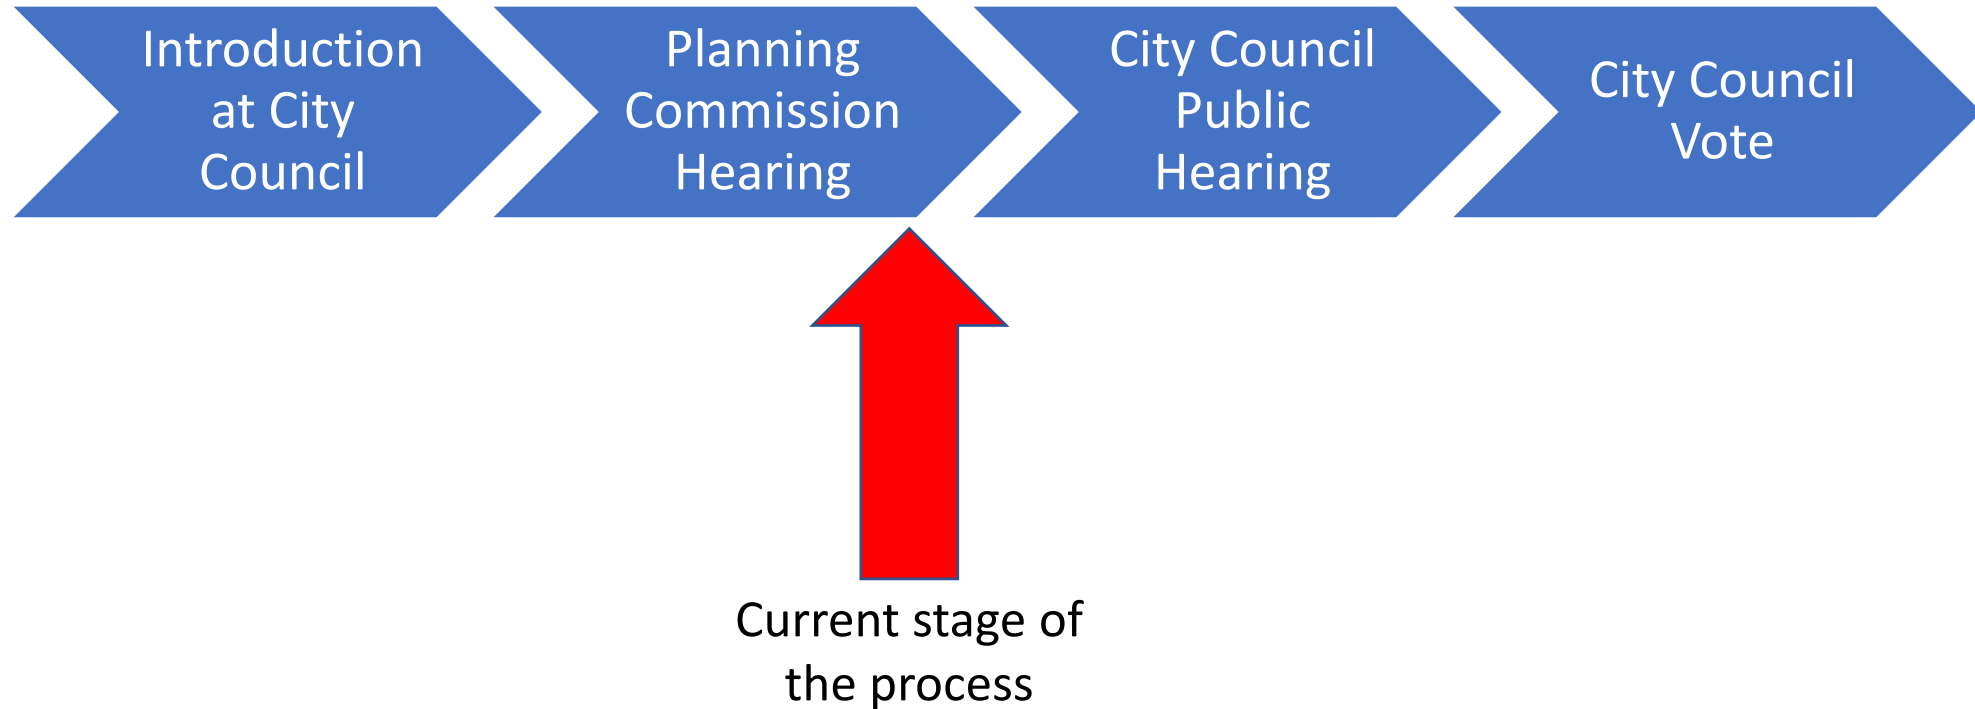 Introduction
at City
Council
Planning
Commission
Hearing
City Council
Public
Hearing
City Council
Vote
Current stage of
the process